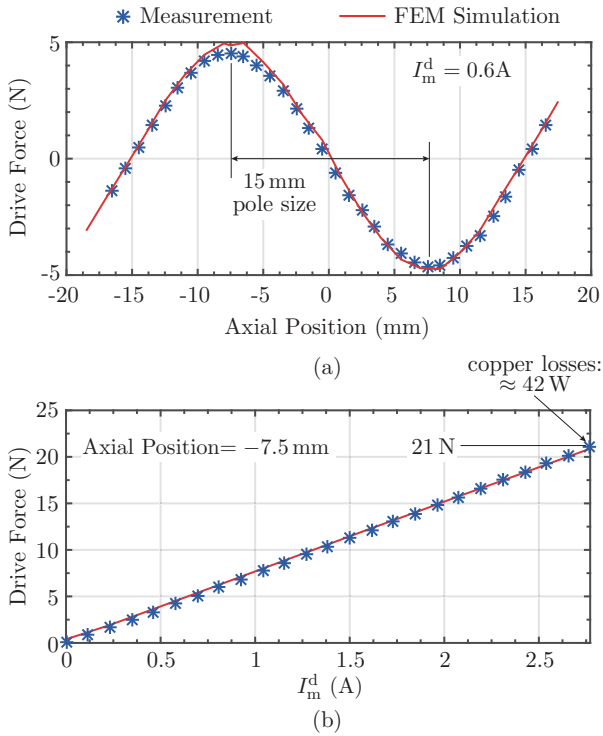 Measurement FEM Simulation
5
I_m^d = 0.6A
0
15 mm
pole size
-5
Drive Force (N)
-20 -15 -10 -5 0 5 10 15 20
Axial Position (mm)
(a)
copper losses:
≈ 42 W
25
Axial Position= −7.5 mm 21 N
20
15
10
5
0
Drive Force (N)
0 0.5 1 1.5 2 2.5
I_m^d (A)
(b)